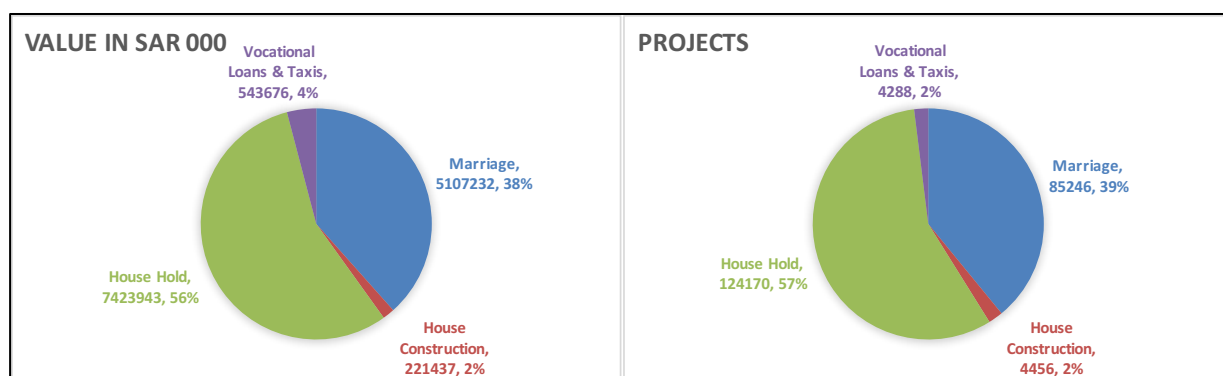 VALUE IN SAR 000
Vocational
Loans & Taxis,
543676, 4%
Marriage,
5107232, 38%
House Hold,
7423943, 56%
House
Construction,
221437, 2%
PROJECTS
Vocational
Loans & Taxis,
4288, 2%
Marriage,
85246, 39%
House Hold,
124170, 57%
House
Construction,
4456, 2%